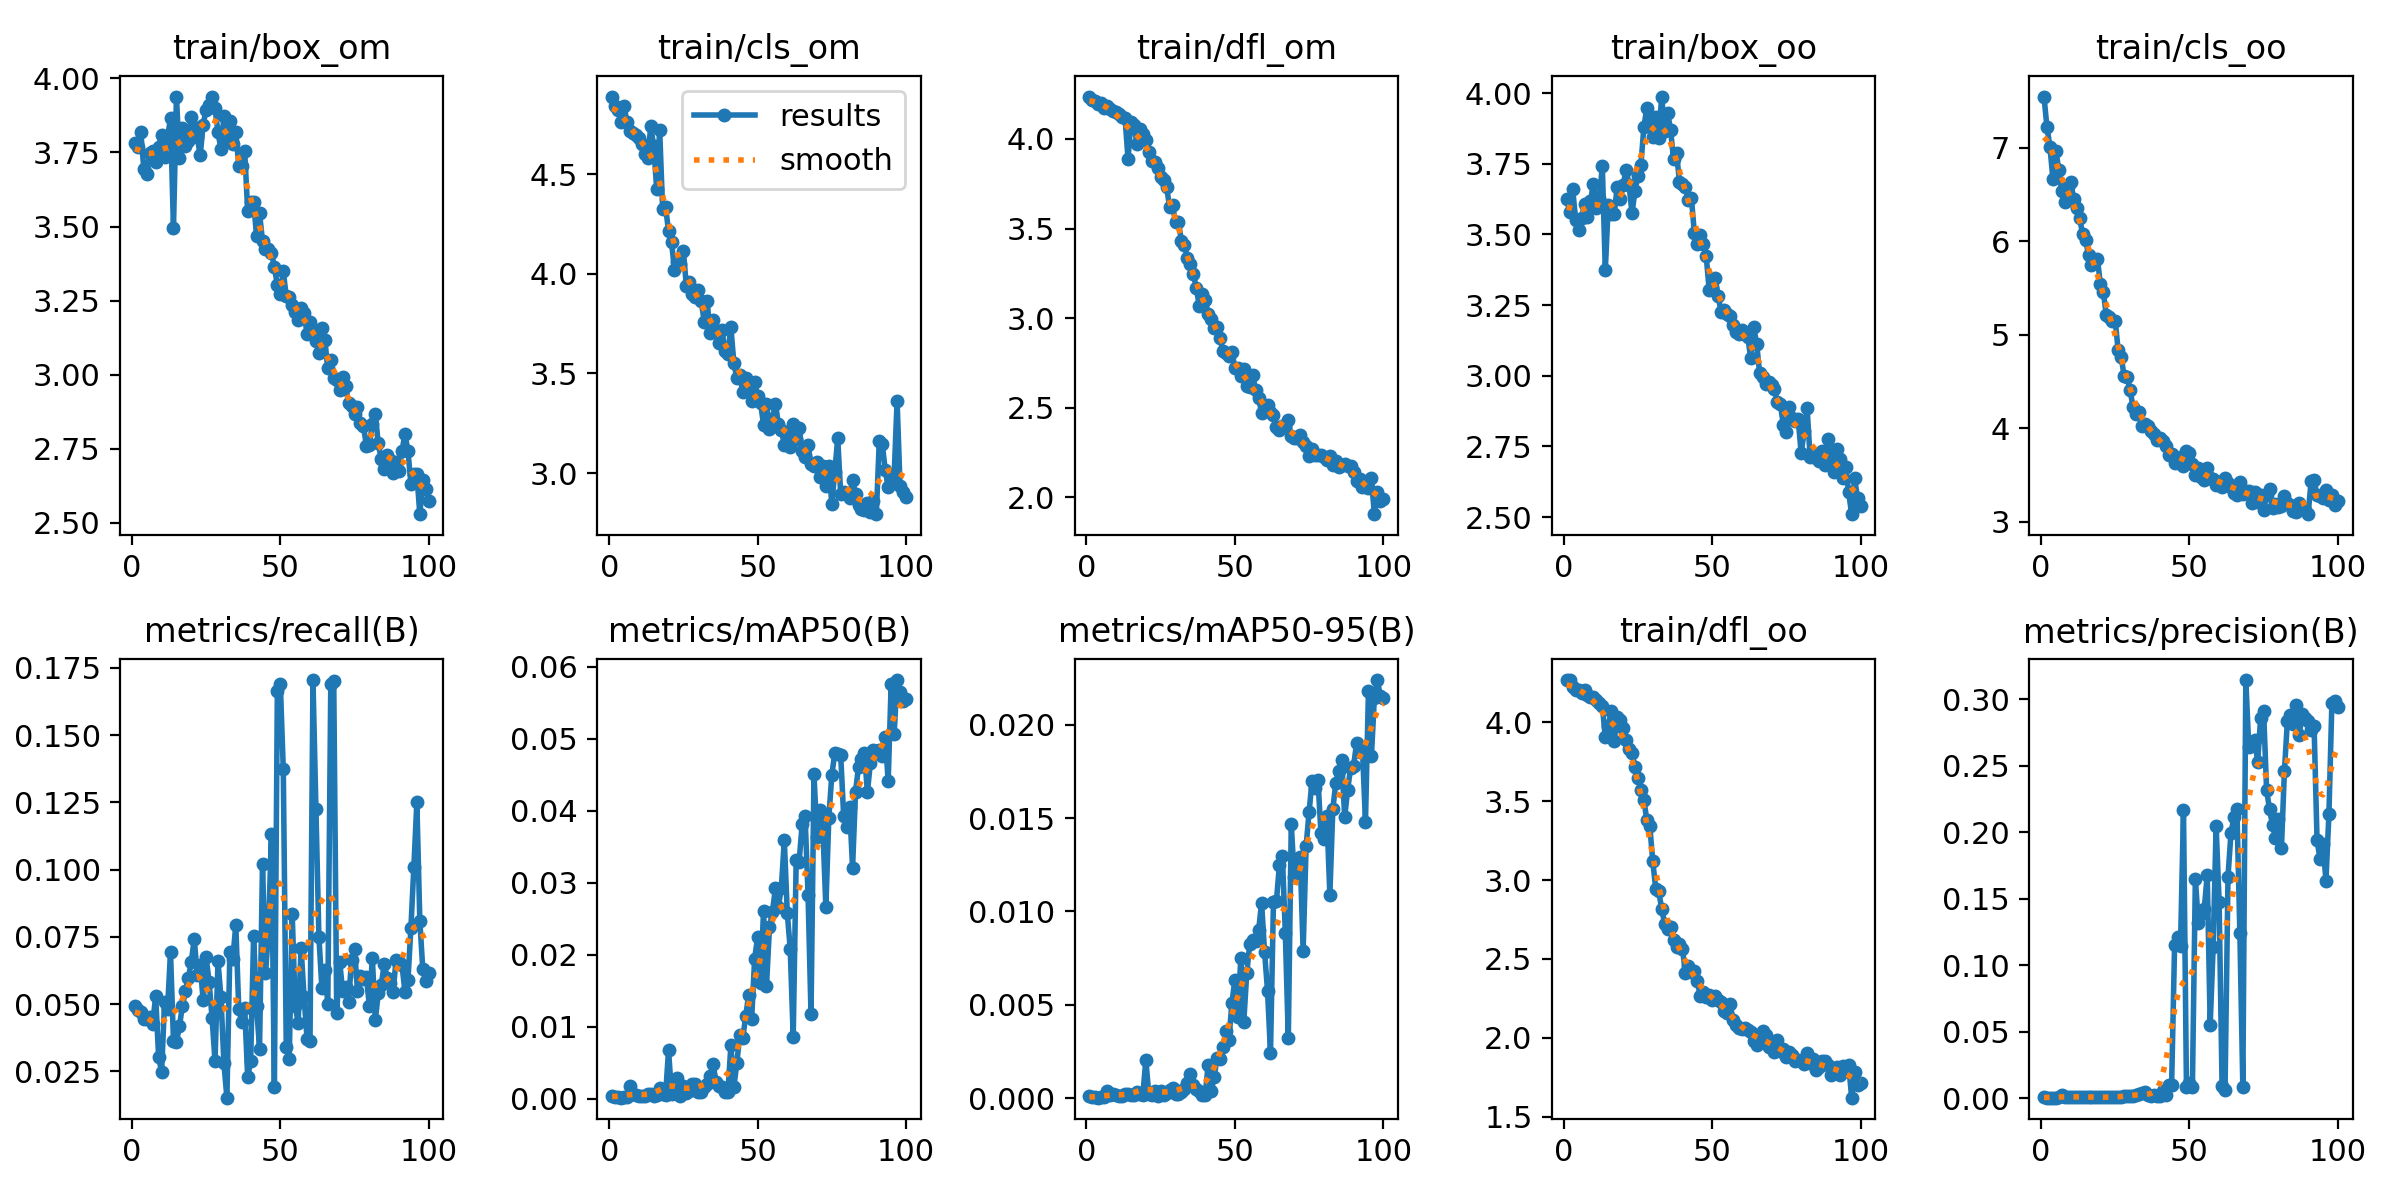 train/box_om
4.00
3.75
3.50
3.25
3.00
2.75
2.50
0 50 100
train/cls_om
results
smooth
4.5
4.0
3.5
3.0
0 50 100
train/dfl_om
4.0
3.5
3.0
2.5
2.0
0 50 100
train/box_oo
4.00
3.75
3.50
3.25
3.00
2.75
2.50
0 50 100
train/cls_oo
7
6
5
4
3
0 50 100
metrics/recall(B)
0.175
0.150
0.125
0.100
0.075
0.050
0.025
0 50 100
metrics/mAP50(B)
0.06
0.05
0.04
0.03
0.02
0.01
0.00
0 50 100
metrics/mAP50-95(B)
0.020
0.015
0.010
0.005
0.000
0 50 100
train/dfl_oo
4.0
3.5
3.0
2.5
2.0
1.5
0 50 100
metrics/precision(B)
0.30
0.25
0.20
0.15
0.10
0.05
0.00
0 50 100